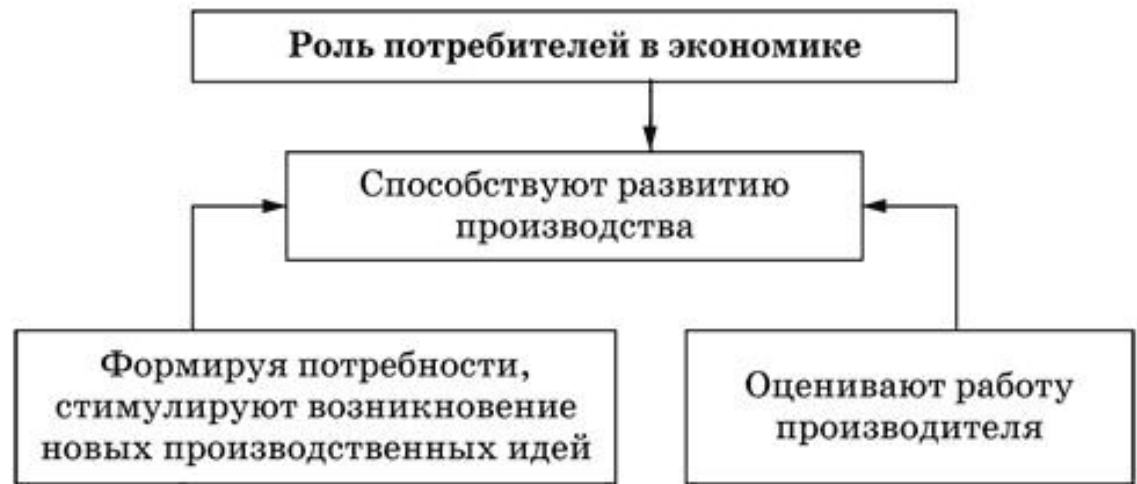 Роль потребителей в экономике
Способствуют развитию
производства
Формируя потребности,
стимулируют возникновение
новых производственных идей
Оценивают работу
производителя